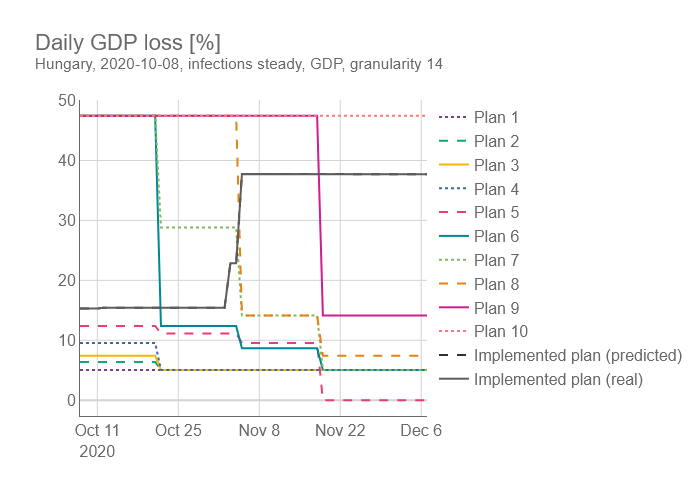 Daily GDP loss [%]
Hungary, 2020-10-08, infections steady, GDP, granularity 14
50
40
30
20
10
0
Oct 11
2020
Oct 25
Nov 8
Nov 22
Dec 6
Plan 1
Plan 2
Plan 3
Plan 4
Plan 5
Plan 6
Plan 7
Plan 8
Plan 9
Plan 10
Implemented plan (predicted)
Implemented plan (real)